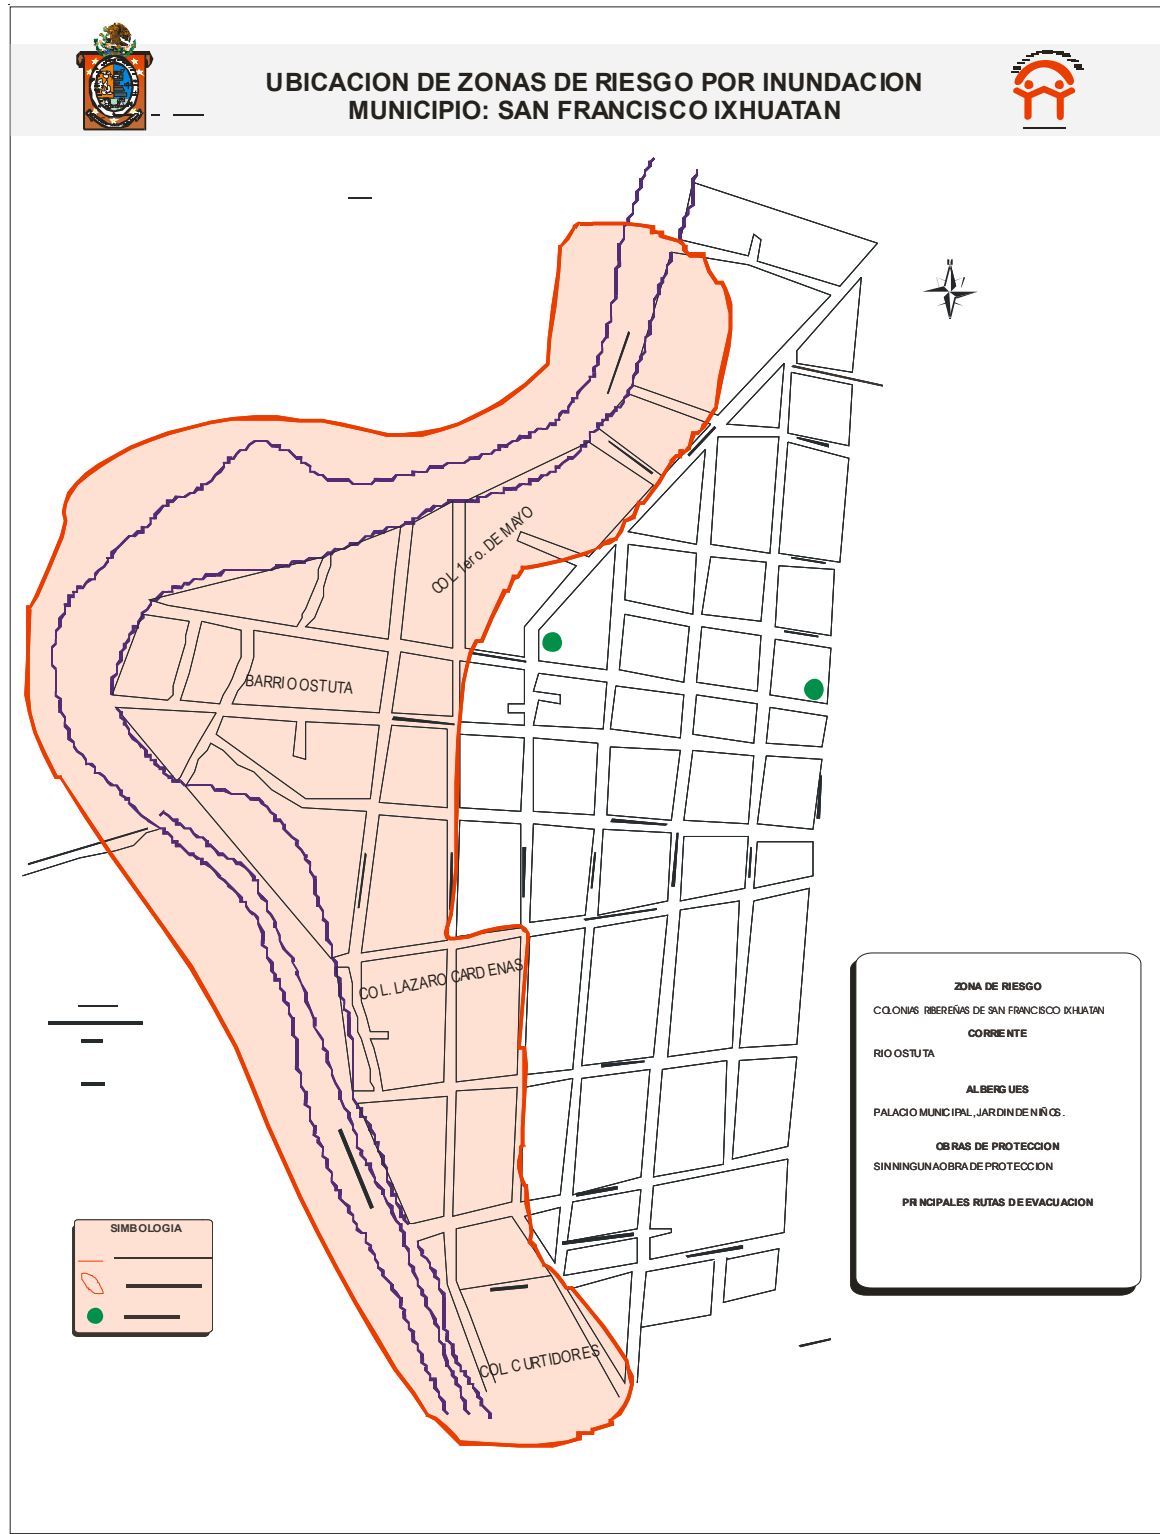 UBICACION DE ZONAS DE RIESGO POR INUNDACION
MUNICIPIO: SAN FRANCISCO IXHUATAN
N
COL. 1ero. DE MAYO
BARRIO OSTUTA
COL. LAZARO CARDENAS
COL. CURTIDORES
ZONA DE RIESGO
COLONIAS RIBEREÑAS DE SAN FRANCISCO IXHUATAN
CORRIENTE
RIO OSTUTA
ALBERGUES
PALACIO MUNICIPAL, JARDIN DE NIÑOS.
OBRAS DE PROTECCION
SIN NINGUNA OBRA DE PROTECCION
PRINCIPALES RUTAS DE EVACUACION
SIMBOLOGIA